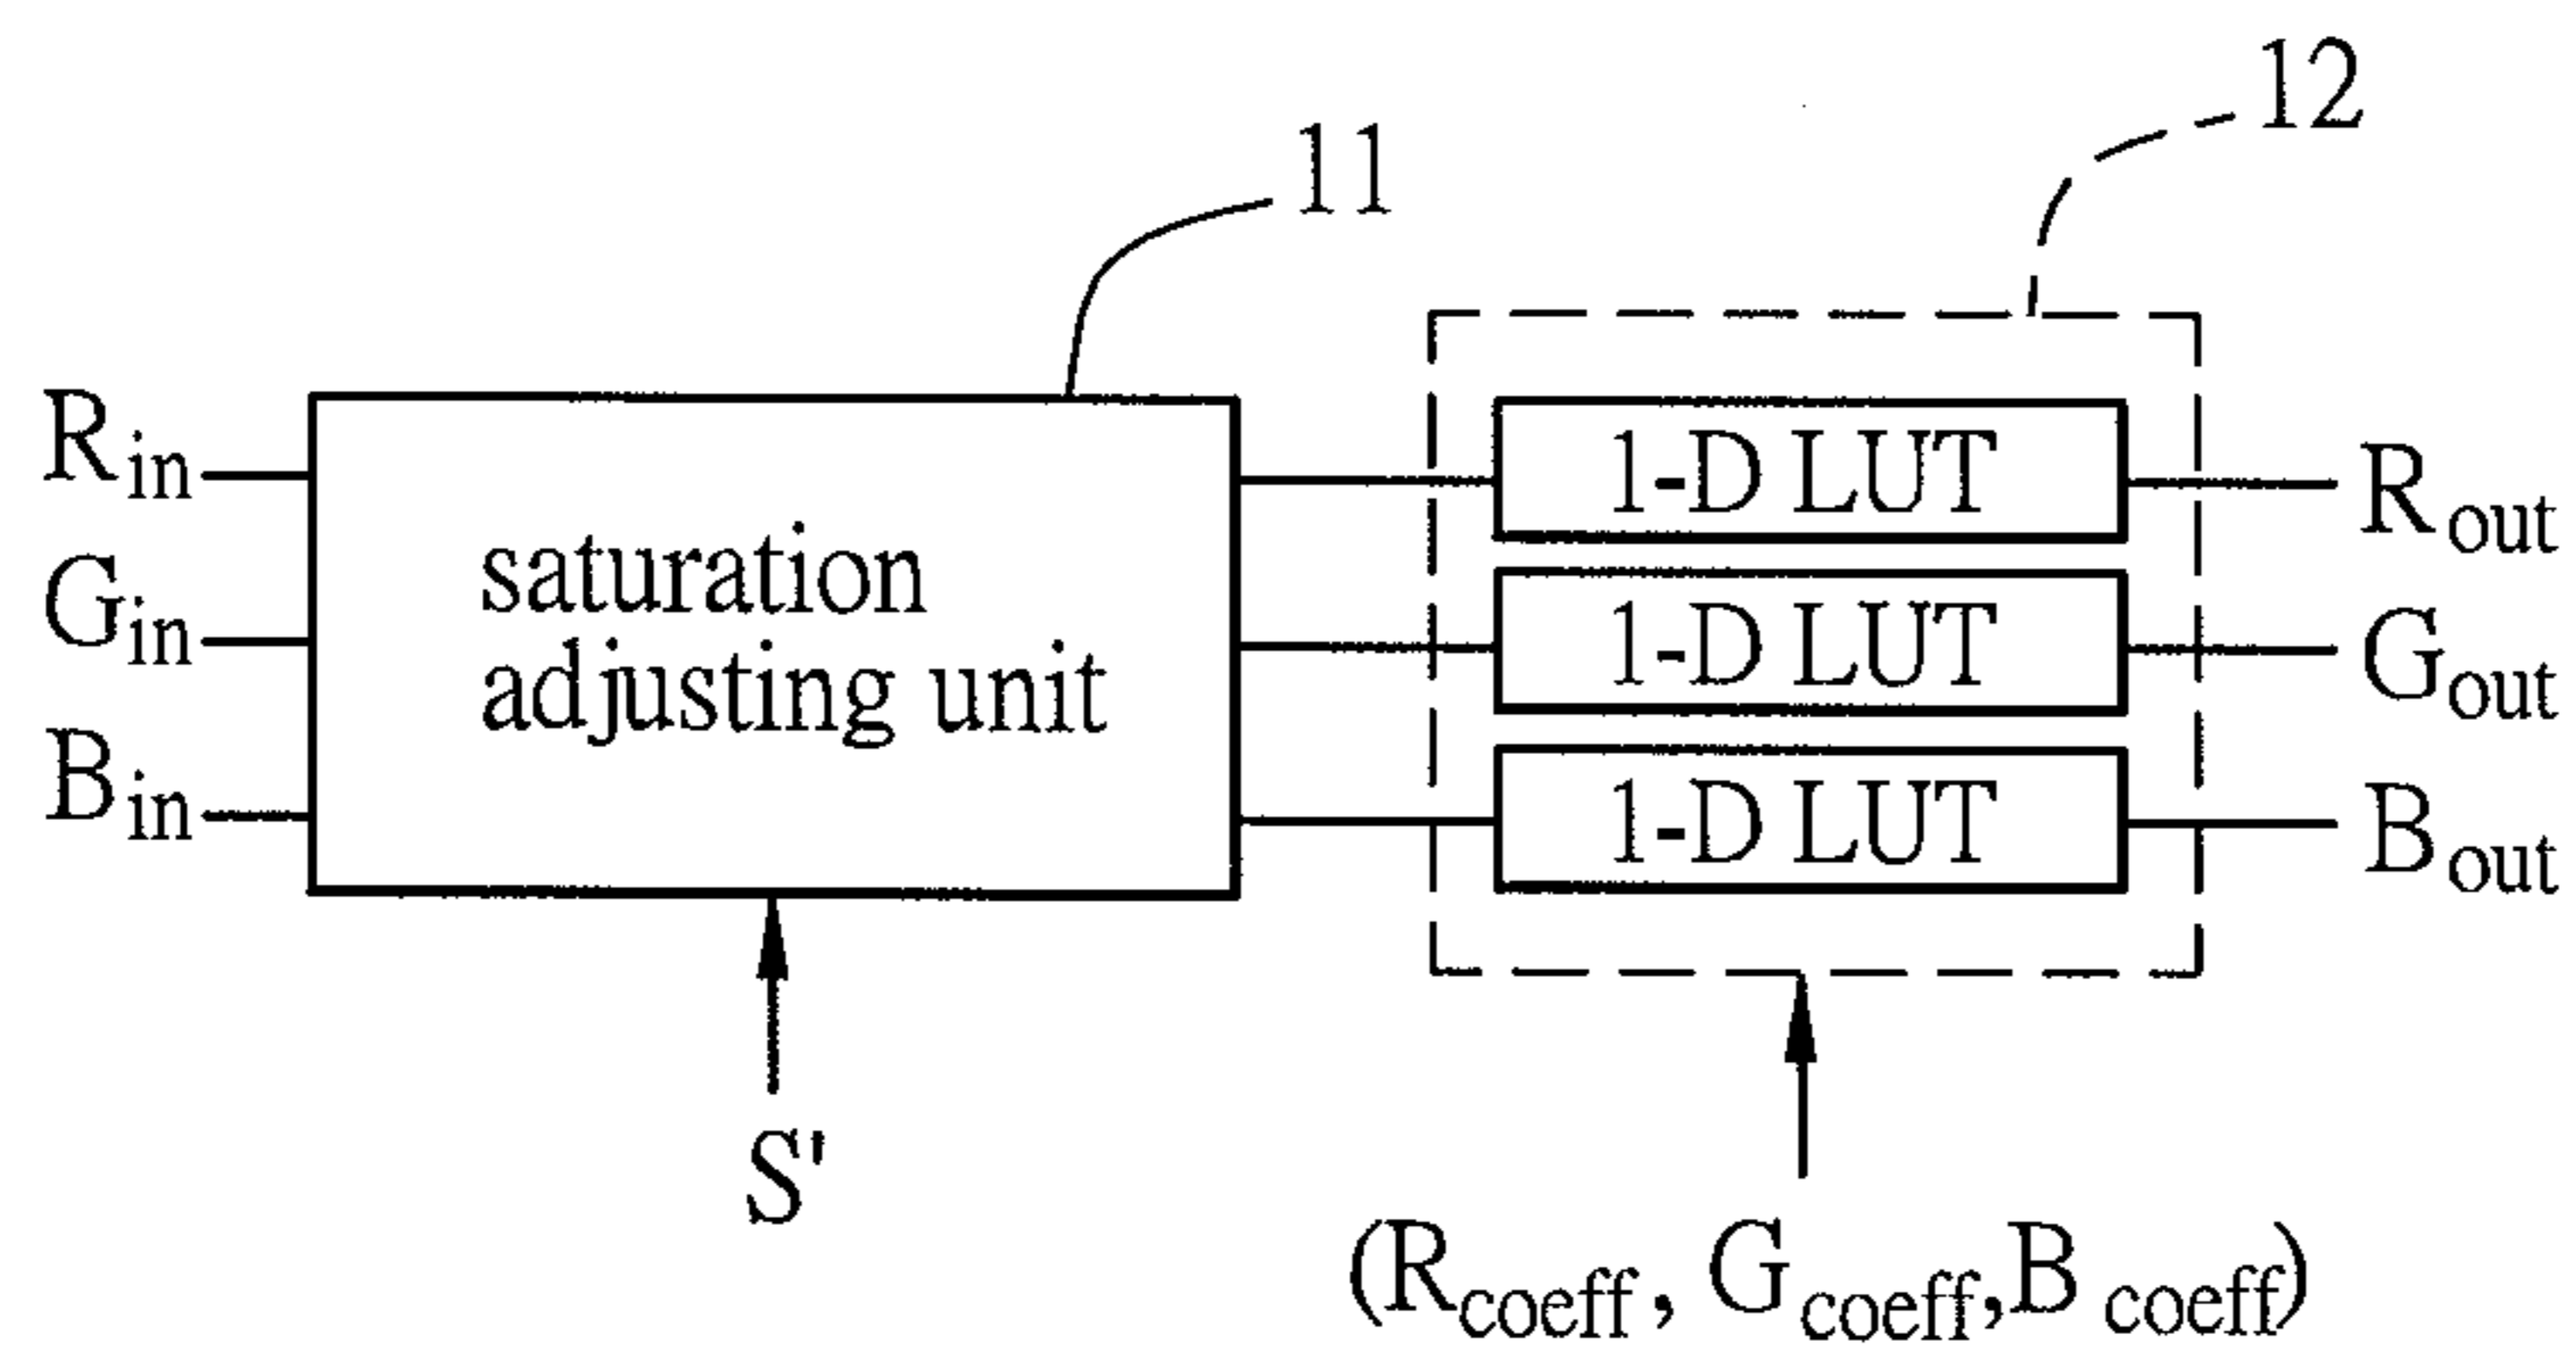 12
11
R_in
G_in
B_in
saturation
adjusting unit
1-D LUT
1-D LUT
1-D LUT
R_out
G_out
B_out
S'
(R_coeff, G_coeff, B_coeff)